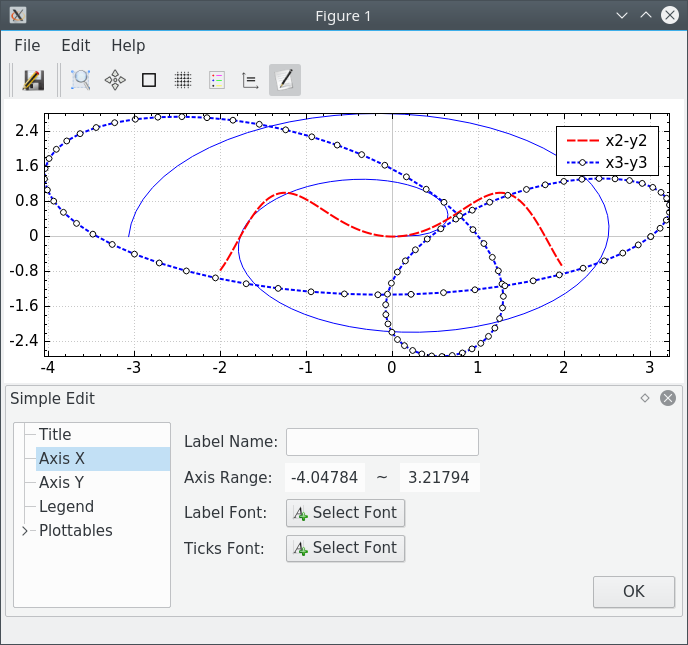 Figure 1
File Edit Help
2.4
1.6
0.8
0
-0.8
-1.6
-2.4
x2-y2
x3-y3
-4 -3 -2 -1 0 1 2 3
Simple Edit
Title
Axis X
Axis Y
Legend
Plottables
Label Name:
Axis Range: -4.04784 ~ 3.21794
Label Font: Select Font
Ticks Font: Select Font
OK